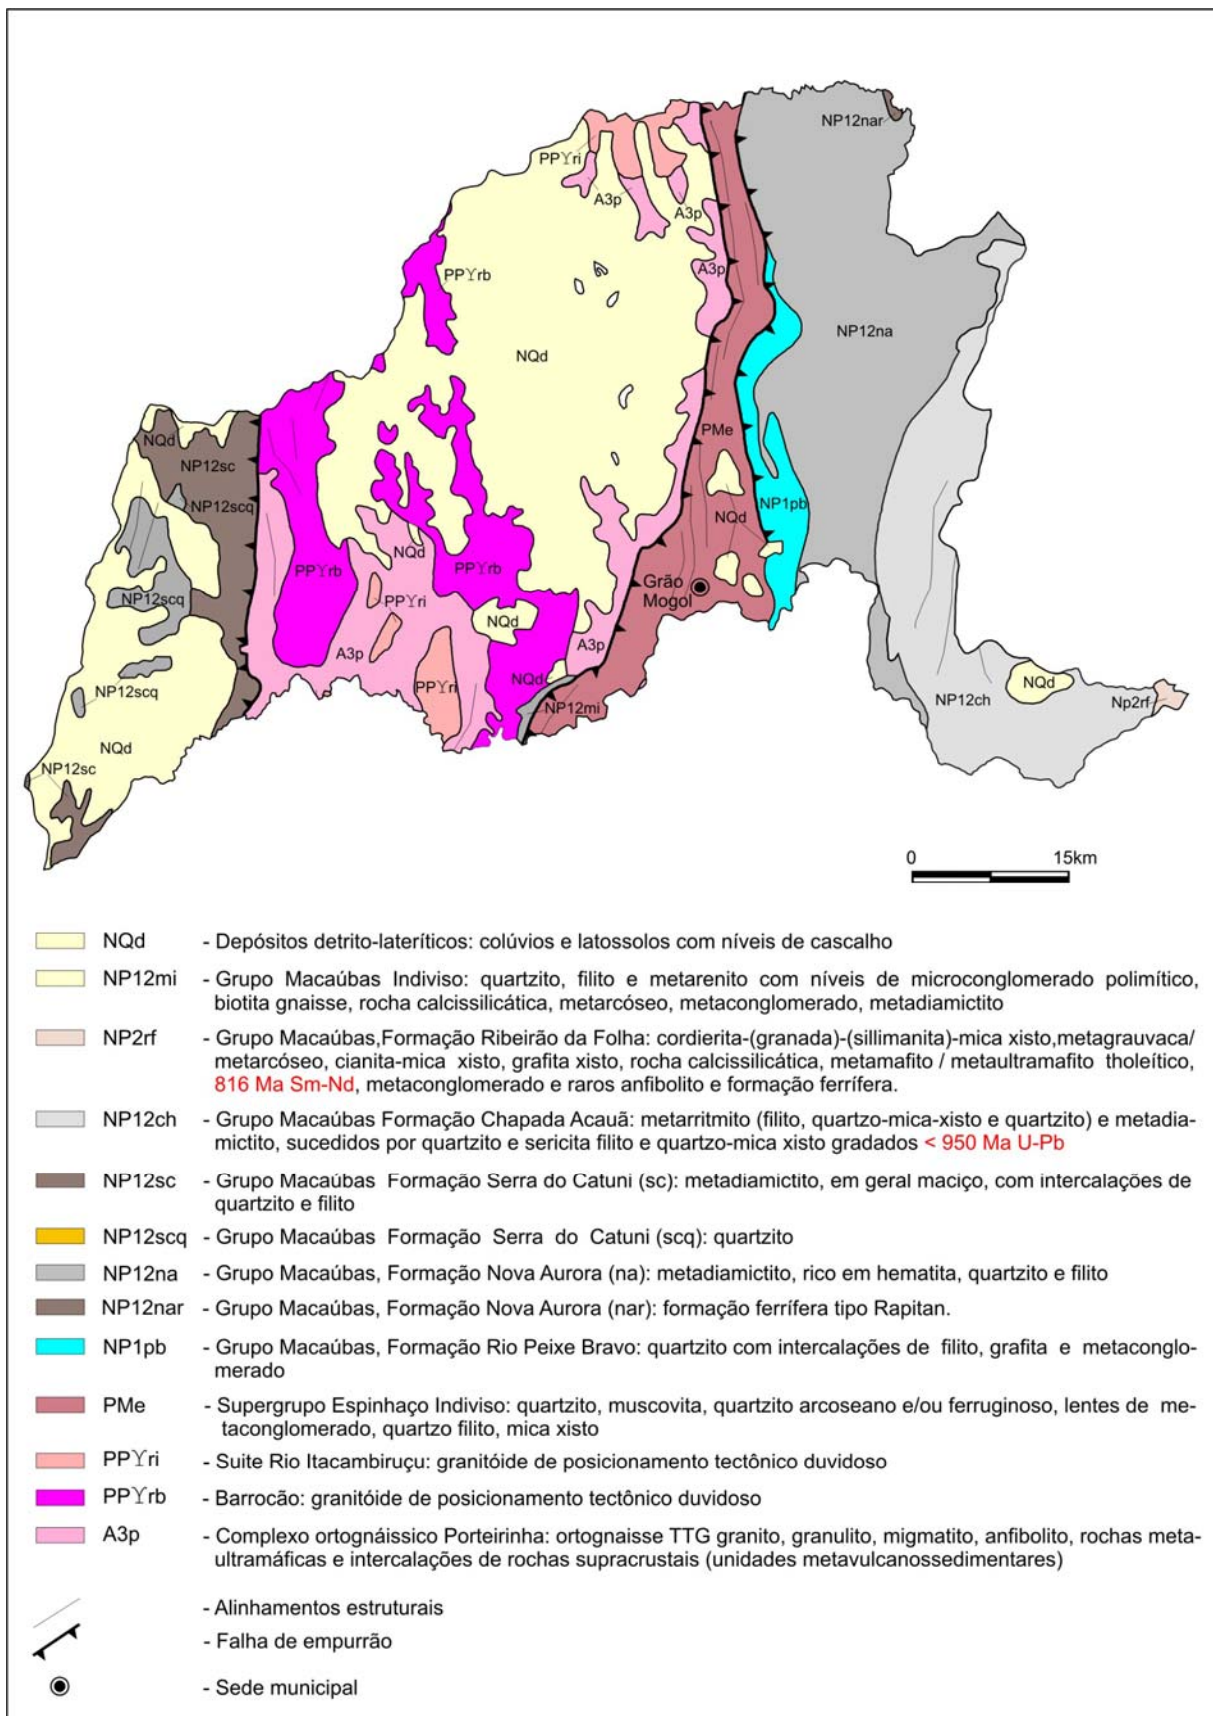 NP12nar
PPϒri
A3p
A3p
A3p
PPϒrb
NQd
NP12na
PMe
NQd
NP12sc
NP12scq
NP1pb
NQd
NQd
PPϒrb
PPϒrb
Grão
Mogol
NP12scq
PPϒri
NQd
A3p
A3p
NP12scq
PPϒri
NQd
NP12mi
NP12ch
NQd
Np2rf
NQd
NP12sc
0 15km
NQd - Depósitos detrito-lateríticos: colúvios e latossolos com níveis de cascalho
NP12mi - Grupo Macaúbas Indiviso: quartzito, filito e metarenito com níveis de microconglomerado polimítico,
biotita gnaisse, rocha calcissilicática, metarcóseo, metaconglomerado, metadiamictito
NP2rf - Grupo Macaúbas,Formação Ribeirão da Folha: cordierita-(granada)-(sillimanita)-mica xisto,metagrauvaca/
metarcóseo, cianita-mica xisto, grafita xisto, rocha calcissilicática, metamafito / metaultramafito tholeítico,
816 Ma Sm-Nd, metaconglomerado e raros anfibolito e formação ferrífera.
NP12ch - Grupo Macaúbas Formação Chapada Acauã: metarritmito (filito, quartzo-mica-xisto e quartzito) e metadia-
mictito, sucedidos por quartzito e sericita filito e quartzo-mica xisto gradados < 950 Ma U-Pb
NP12sc - Grupo Macaúbas Formação Serra do Catuni (sc): metadiamictito, em geral maciço, com intercalações de
quartzito e filito
NP12scq - Grupo Macaúbas Formação Serra do Catuni (scq): quartzito
NP12na - Grupo Macaúbas, Formação Nova Aurora (na): metadiamictito, rico em hematita, quartzito e filito
NP12nar - Grupo Macaúbas, Formação Nova Aurora (nar): formação ferrífera tipo Rapitan.
NP1pb - Grupo Macaúbas, Formação Rio Peixe Bravo: quartzito com intercalações de filito, grafita e metaconglo-
merado
PMe - Supergrupo Espinhaço Indiviso: quartzito, muscovita, quartzito arcoseano e/ou ferruginoso, lentes de me-
taconglomerado, quartzo filito, mica xisto
PPϒri - Suite Rio Itacambiruçu: granitóide de posicionamento tectônico duvidoso
PPϒrb - Barrocão: granitóide de posicionamento tectônico duvidoso
A3p - Complexo ortognáissico Porteirinha: ortognaisse TTG granito, granulito, migmatito, anfibolito, rochas meta-
ultramáficas e intercalações de rochas supracrustais (unidades metavulcanossedimentares)
- Alinhamentos estruturais
- Falha de empurrão
- Sede municipal